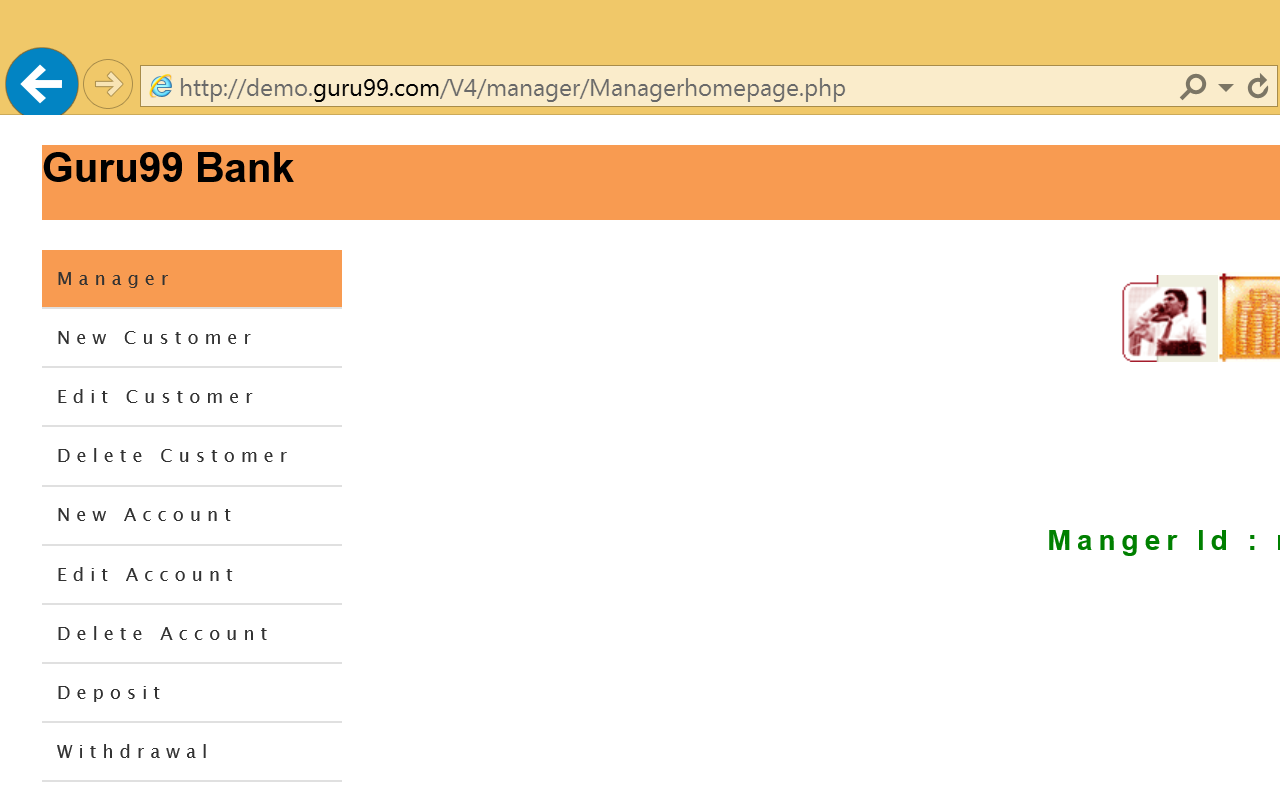 http://demo.guru99.com/V4/manager/Managerhomepage.php
Guru99 Bank
Manager
New Customer
Edit Customer
Delete Customer
New Account
Edit Account
Delete Account
Deposit
Withdrawal
Manger Id :